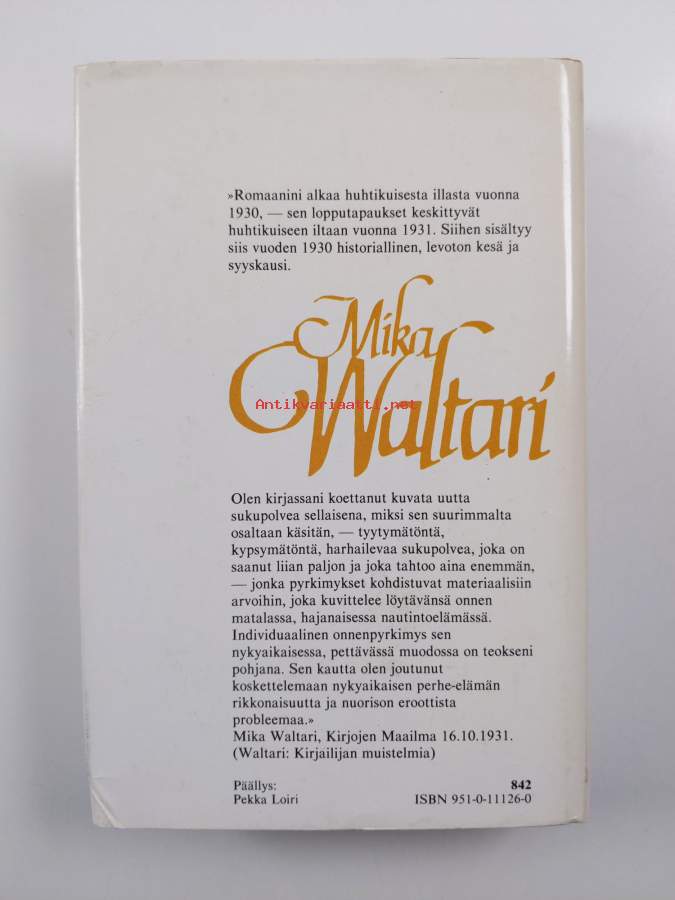 »Romaanini alkaa huhtikuisesta illasta vuonna
1930, — sen lopputapaukset keskittyvät
huhtikuiseen iltaan vuonna 1931. Siihen sisältyy
siis vuoden 1930 historiallinen, levoton kesä ja
syyskausi.
Mika
Waltari
Antikvariaatti.net
Olen kirjassani koettanut kuvata uutta
sukupolvea sellaisena, miksi sen suurimmalta
osaltaan käsitän, — tyytymätöntä,
kypsymätöntä, harhailevaa sukupolvea, joka on
saanut liian paljon ja joka tahtoo aina enemmän,
— jonka pyrkimykset kohdistuvat materiaalisiin
arvoihin, joka kuvittelee löytävänsä onnen
matalassa, hajanaisessa nautintoelämässä.
Individuaalinen onnenpyrkimys sen
nykyaikaisessa, pettävässä muodossa on teokseni
pohjana. Sen kautta olen joutunut
koskettelemaan nykyaikaisen perhe-elämän
rikkonaisuutta ja nuorison eroottista
probleemaa.»
Mika Waltari, Kirjojen Maailma 16.10.1931.
(Waltari: Kirjailijan muistelmia)
Päällys:
Pekka Loiri
842
ISBN 951-0-11126-0